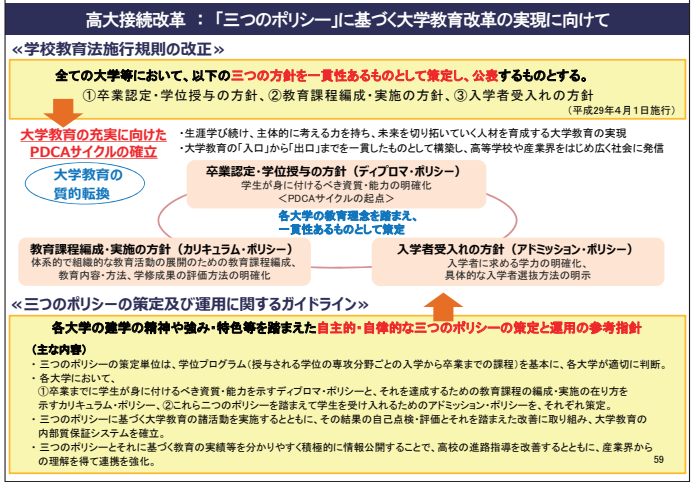 高大接続改革 ： 「三つのポリシー」に基づく大学教育改革の実現に向けて
≪学校教育法施行規則の改正≫
全ての大学等において、以下の三つの方針を一貫性あるものとして策定し、公表するものとする。
①卒業認定・学位授与の方針、②教育課程編成・実施の方針、③入学者受入れの方針
（平成29年4月1日施行）
大学教育の充実に向けた
PDCAサイクルの確立
・生涯学び続け、主体的に考える力を持ち、未来を切り拓いていく人材を育成する大学教育の実現
・大学教育の「入口」から「出口」までを一貫したものとして構築し、高等学校や産業界をはじめ広く社会に発信
大学教育の
質的転換
卒業認定・学位授与の方針（ディプロマ・ポリシー）
学生が身に付けるべき資質・能力の明確化
＜PDCAサイクルの起点＞
各大学の教育理念を踏まえ、
一貫性あるものとして策定
教育課程編成・実施の方針（カリキュラム・ポリシー）
体系的で組織的な教育活動の展開のための教育課程編成、
教育内容・方法、学修成果の評価方法の明確化
入学者受入れの方針（アドミッション・ポリシー）
入学者に求める学力の明確化、
具体的な入学者選抜方法の明示
≪三つのポリシーの策定及び運用に関するガイドライン≫
各大学の建学の精神や強み・特色等を踏まえた自主的・自律的な三つのポリシーの策定と運用の参考指針
（主な内容）
・ 三つのポリシーの策定単位は、学位プログラム（授与される学位の専攻分野ごとの入学から卒業までの課程）を基本に、各大学が適切に判断。
・ 各大学において、
①卒業までに学生が身に付けるべき資質・能力を示すディプロマ・ポリシーと、それを達成するための教育課程の編成・実施の在り方を
示すカリキュラム・ポリシー、②これら二つのポリシーを踏まえて学生を受け入れるためのアドミッション・ポリシーを、それぞれ策定。
・ 三つのポリシーに基づく大学教育の諸活動を実施するとともに、その結果の自己点検・評価とそれを踏まえた改善に取り組み、大学教育の
内部質保証システムを確立。
・ 三つのポリシーとそれに基づく教育の実績等を分かりやすく積極的に情報公開することで、高校の進路指導を改善するとともに、産業界から
の理解を得て連携を強化。
59